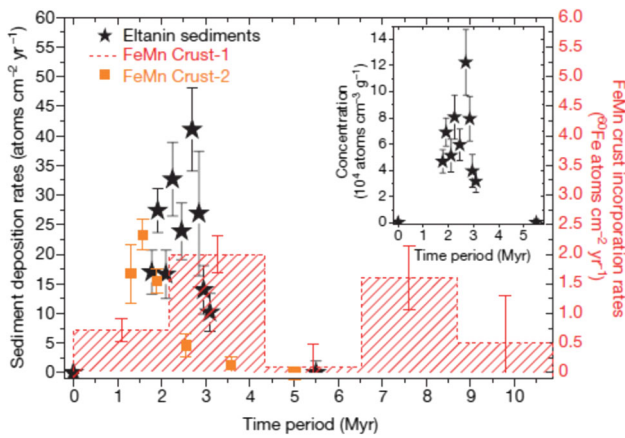 Eltanin sediments
FeMn Crust-1
FeMn Crust-2
Sediment deposition rates (atoms cm⁻² yr⁻¹)
60
55
50
45
40
35
30
25
20
15
10
5
0
0 1 2 3 4 5 6 7 8 9 10
Time period (Myr)
Concentration
(10⁴ atoms cm⁻³ g⁻¹)
14
12
10
8
6
4
2
0
0 1 2 3 4 5
Time period (Myr)
6.0
5.5
5.0
4.5
4.0
3.5
3.0
2.5
2.0
1.5
1.0
0.5
0
FeMn crust incorporation rates
(⁶⁰Fe atoms cm⁻² yr⁻¹)